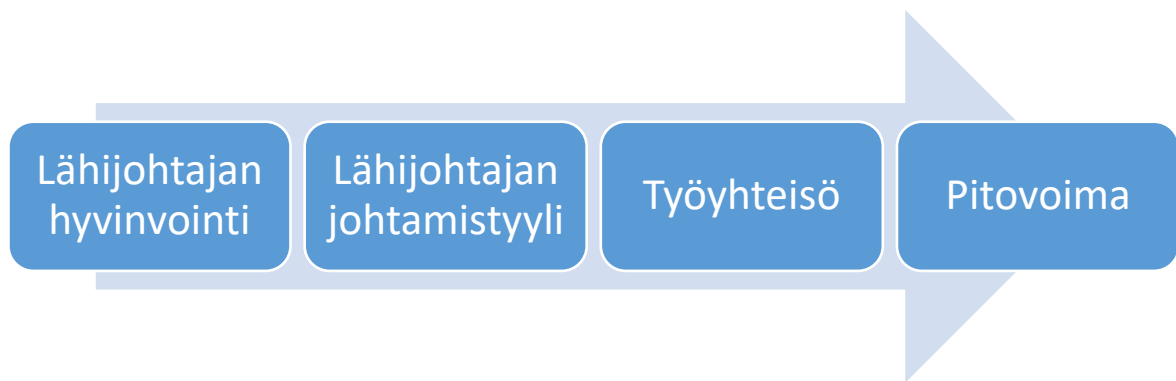 Lähijohtajan
hyvinvointi
Lähijohtajan
johtamistyyli
Työyhteisö
Pitovoima